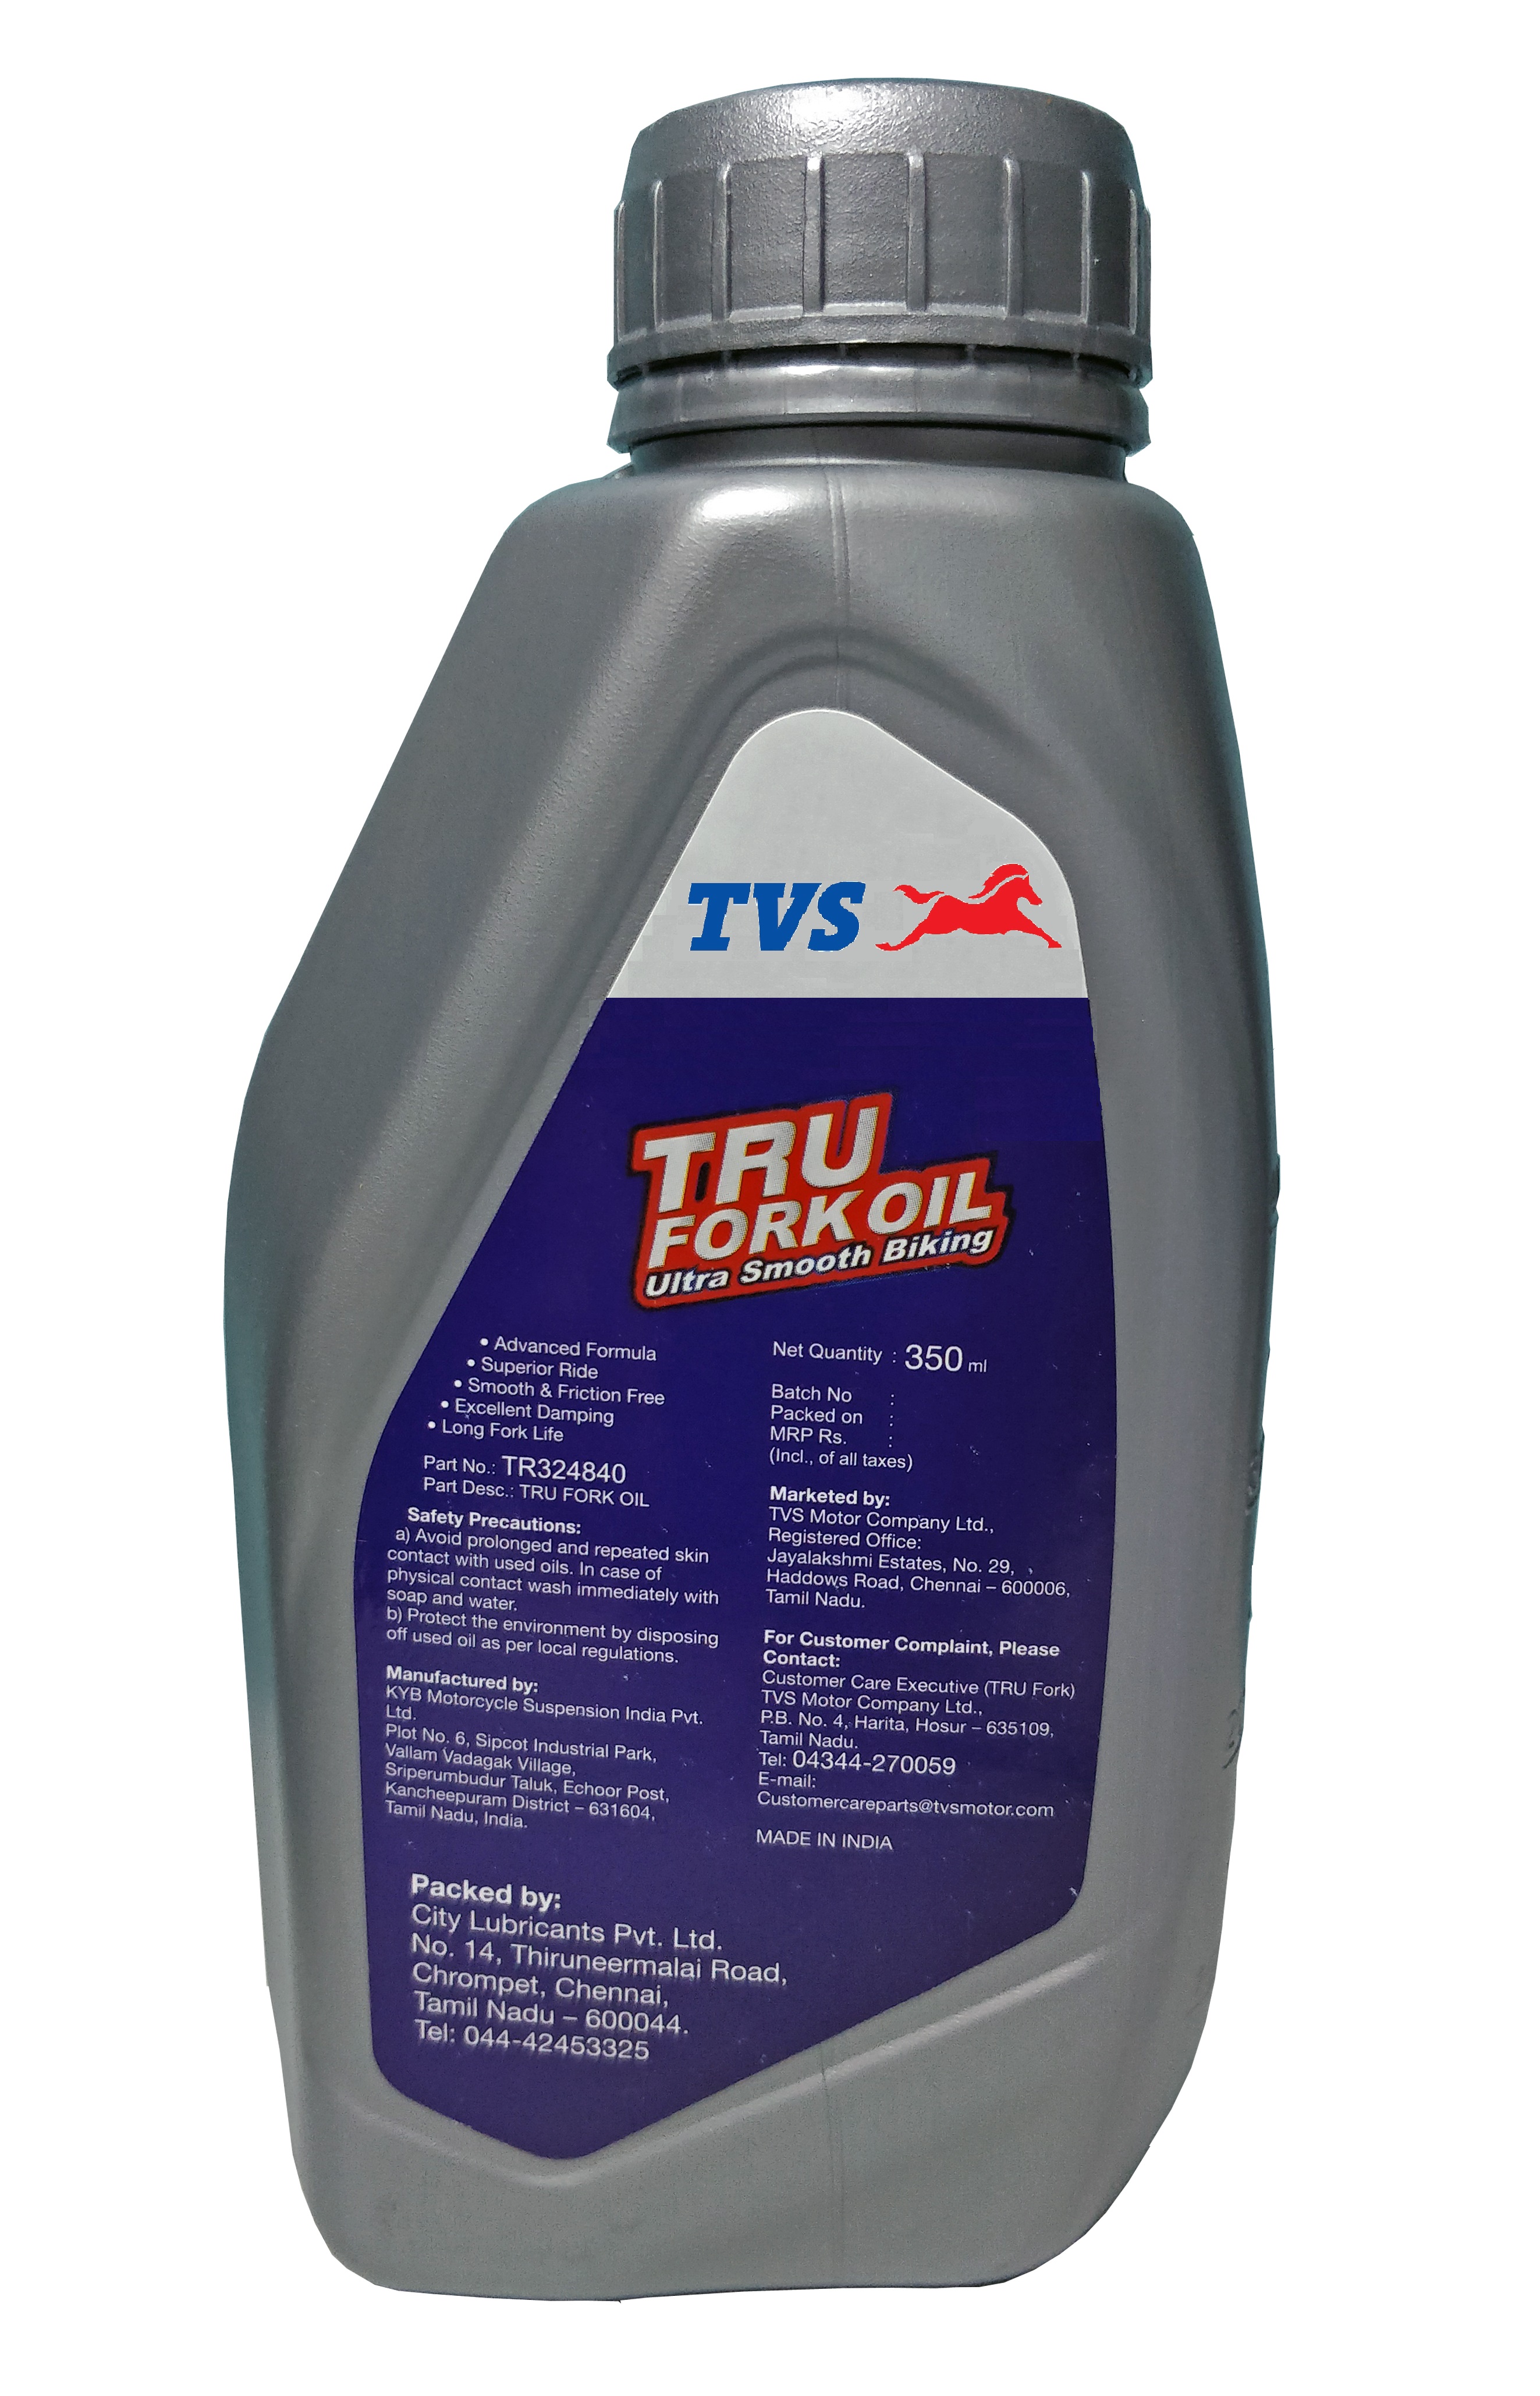 TVS
TRU
FORK OIL
Ultra Smooth Biking
• Advanced Formula
• Superior Ride
• Smooth & Friction Free
• Excellent Damping
• Long Fork Life
Part No.: TR324840
Part Desc.: TRU FORK OIL
Safety Precautions:
a) Avoid prolonged and repeated skin
contact with used oils. In case of
physical contact wash immediately with
soap and water.
b) Protect the environment by disposing
off used oil as per local regulations.
Manufactured by:
KYB Motorcycle Suspension India Pvt.
Ltd.
Plot No. 6, Sipcot Industrial Park,
Vallam Vadagak Village,
Sriperumbudur Taluk, Echoor Post,
Kancheepuram District – 631604,
Tamil Nadu, India.
Packed by:
City Lubricants Pvt. Ltd.
No. 14, Thiruneermalai Road,
Chrompet, Chennai,
Tamil Nadu – 600044.
Tel: 044-42453325
Net Quantity : 350 ml
Batch No :
Packed on :
MRP Rs. :
(Incl., of all taxes)
Marketed by:
TVS Motor Company Ltd.,
Registered Office:
Jayalakshmi Estates, No. 29,
Haddows Road, Chennai – 600006,
Tamil Nadu.
For Customer Complaint, Please
Contact:
Customer Care Executive (TRU Fork)
TVS Motor Company Ltd.,
P.B. No. 4, Harita, Hosur – 635109,
Tamil Nadu.
Tel: 04344-270059
E-mail:
Customercareparts@tvsmotor.com
MADE IN INDIA